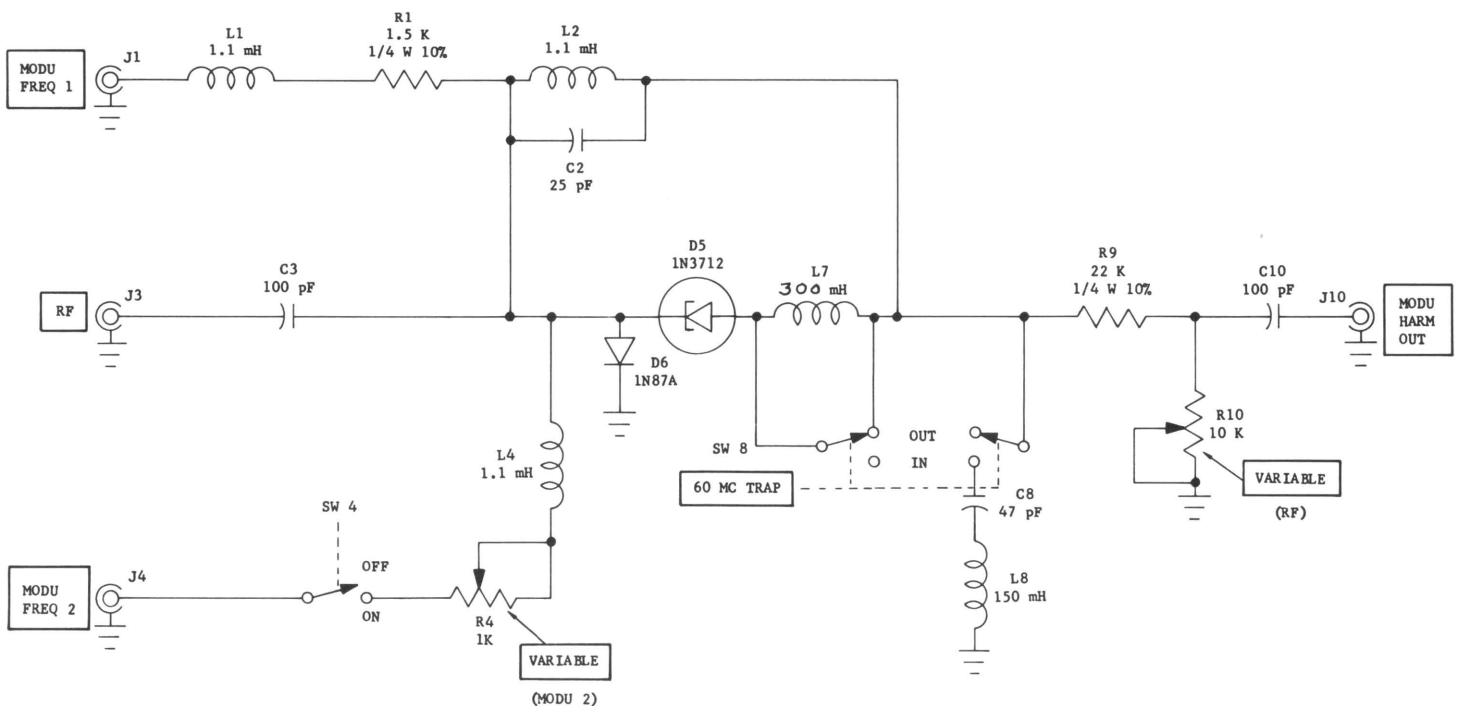 MODU
FREQ 1
J1
L1
1.1 mH
R1
1.5 K
1/4 W 10%
L2
1.1 mH
C2
25 pF
RF
J3
C3
100 pF
D5
1N3712
L7
300 mH
R9
22 K
1/4 W 10%
C10
100 pF
J10
MODU
HARM
OUT
D6
1N87A
L4
1.1 mH
SW 8
OUT
IN
60 MC TRAP
C8
47 pF
L8
150 mH
R10
10 K
VARIABLE
(RF)
SW 4
MODU
FREQ 2
J4
OFF
ON
R4
1K
VARIABLE
(MODU 2)